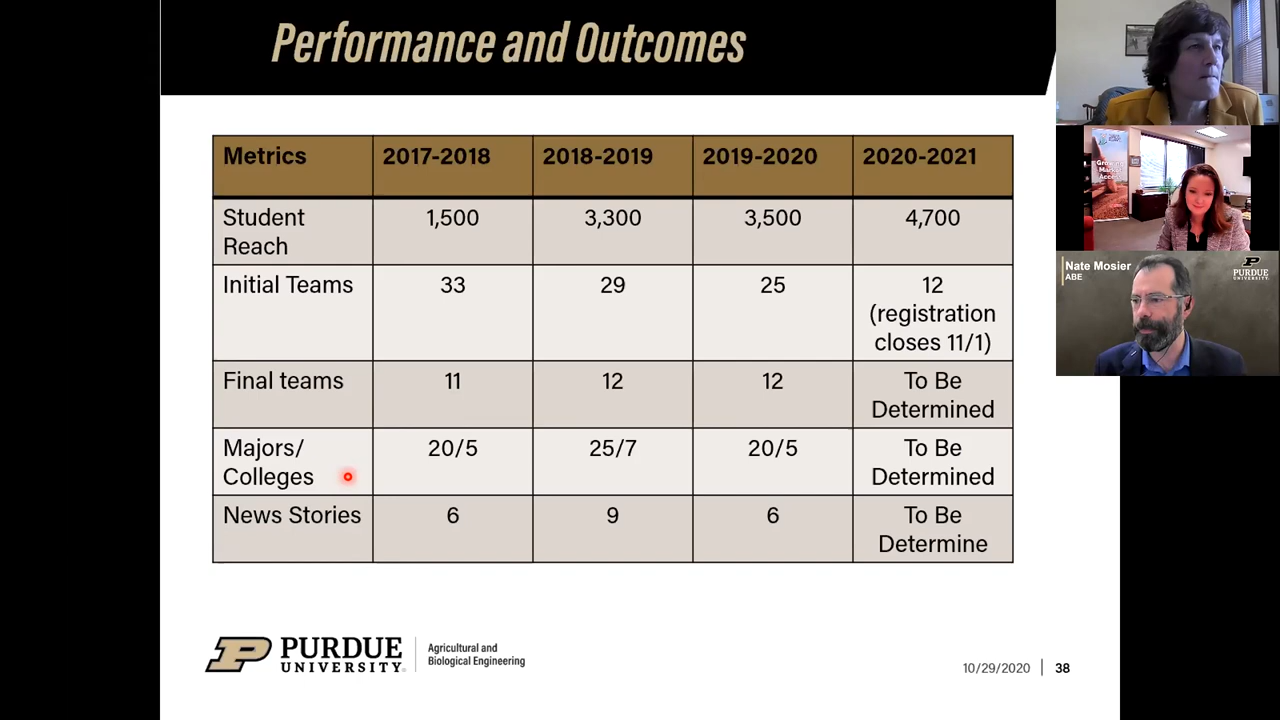 Performance and Outcomes
Metrics 2017-2018 2018-2019 2019-2020 2020-2021
Student Reach 1,500 3,300 3,500 4,700
Initial Teams 33 29 25 12 (registration closes 11/1)
Final teams 11 12 12 To Be Determined
Majors/ Colleges 20/5 25/7 20/5 To Be Determined
News Stories 6 9 6 To Be Determine
PURDUE UNIVERSITY
Agricultural and
Biological Engineering
10/29/2020 38
Market
Nate Mosier
ABE
PURDUE
UNIVERSITY